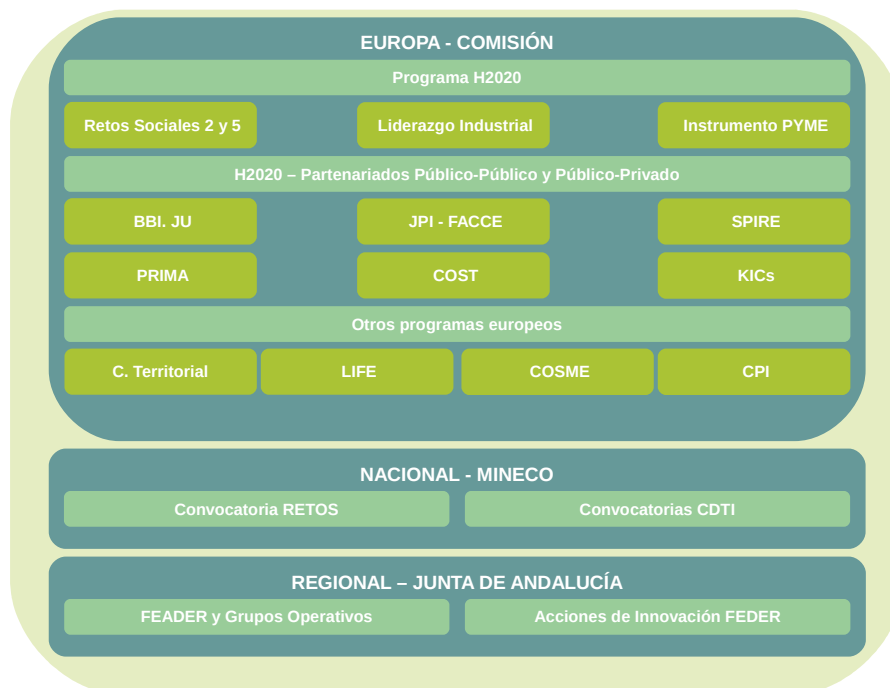 EUROPA - COMISIÓN
Programa H2020
Retos Sociales 2 y 5
Liderazgo Industrial
Instrumento PYME
H2020 – Partenariados Público-Público y Público-Privado
BBI. JU
JPI - FACCE
SPIRE
PRIMA
COST
KICs
Otros programas europeos
C. Territorial
LIFE
COSME
CPI
NACIONAL - MINECO
Convocatoria RETOS
Convocatorias CDTI
REGIONAL – JUNTA DE ANDALUCÍA
FEADER y Grupos Operativos
Acciones de Innovación FEDER